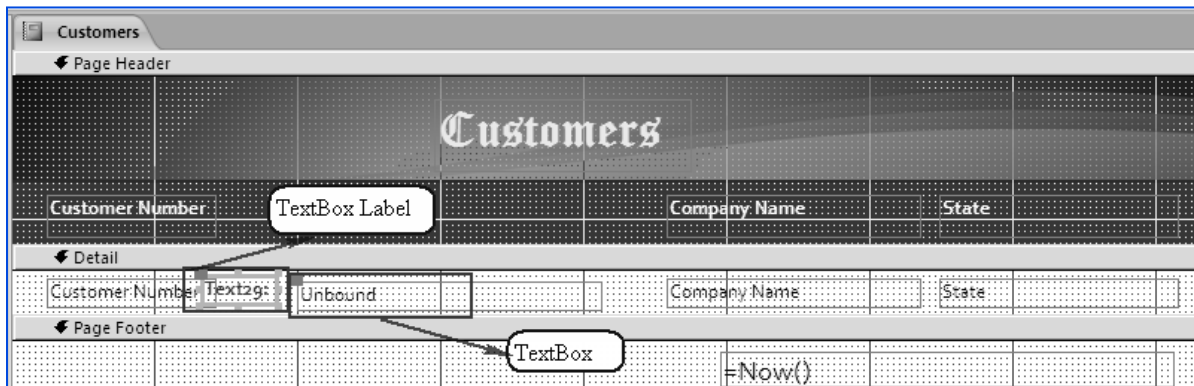 Customers
Page Header
Customers
Customer Number
TextBox Label
Company Name
State
Detail
Customer Number
Text29:
Unbound
Company Name
State
Page Footer
TextBox
=Now()